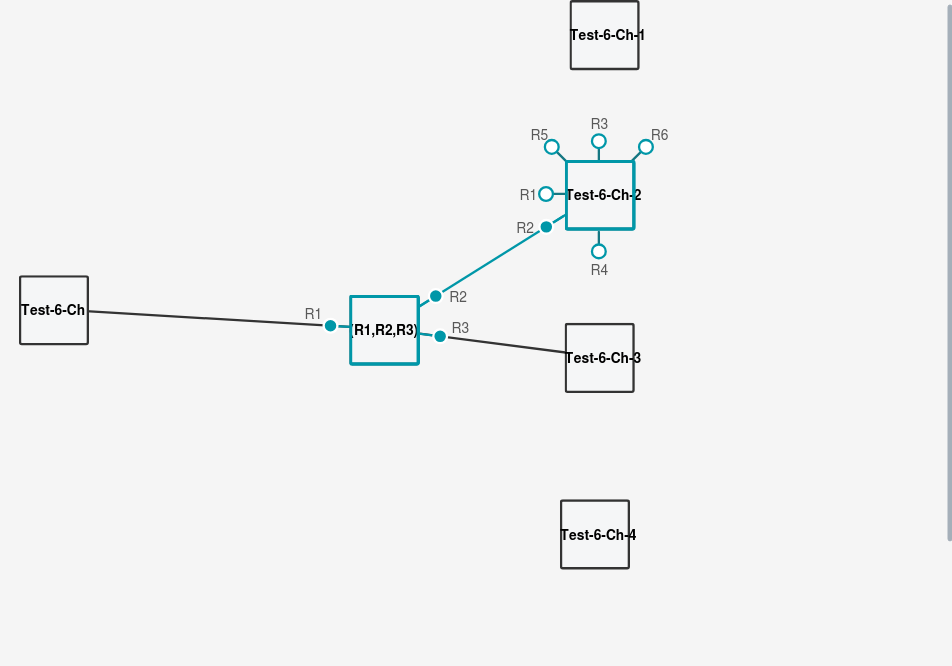 Test-6-Ch-1
R3
R5
R6
R1
Test-6-Ch-2
R2
R4
R2
Test-6-Ch
R1
(R1,R2,R3)
R3
Test-6-Ch-3
Test-6-Ch-4